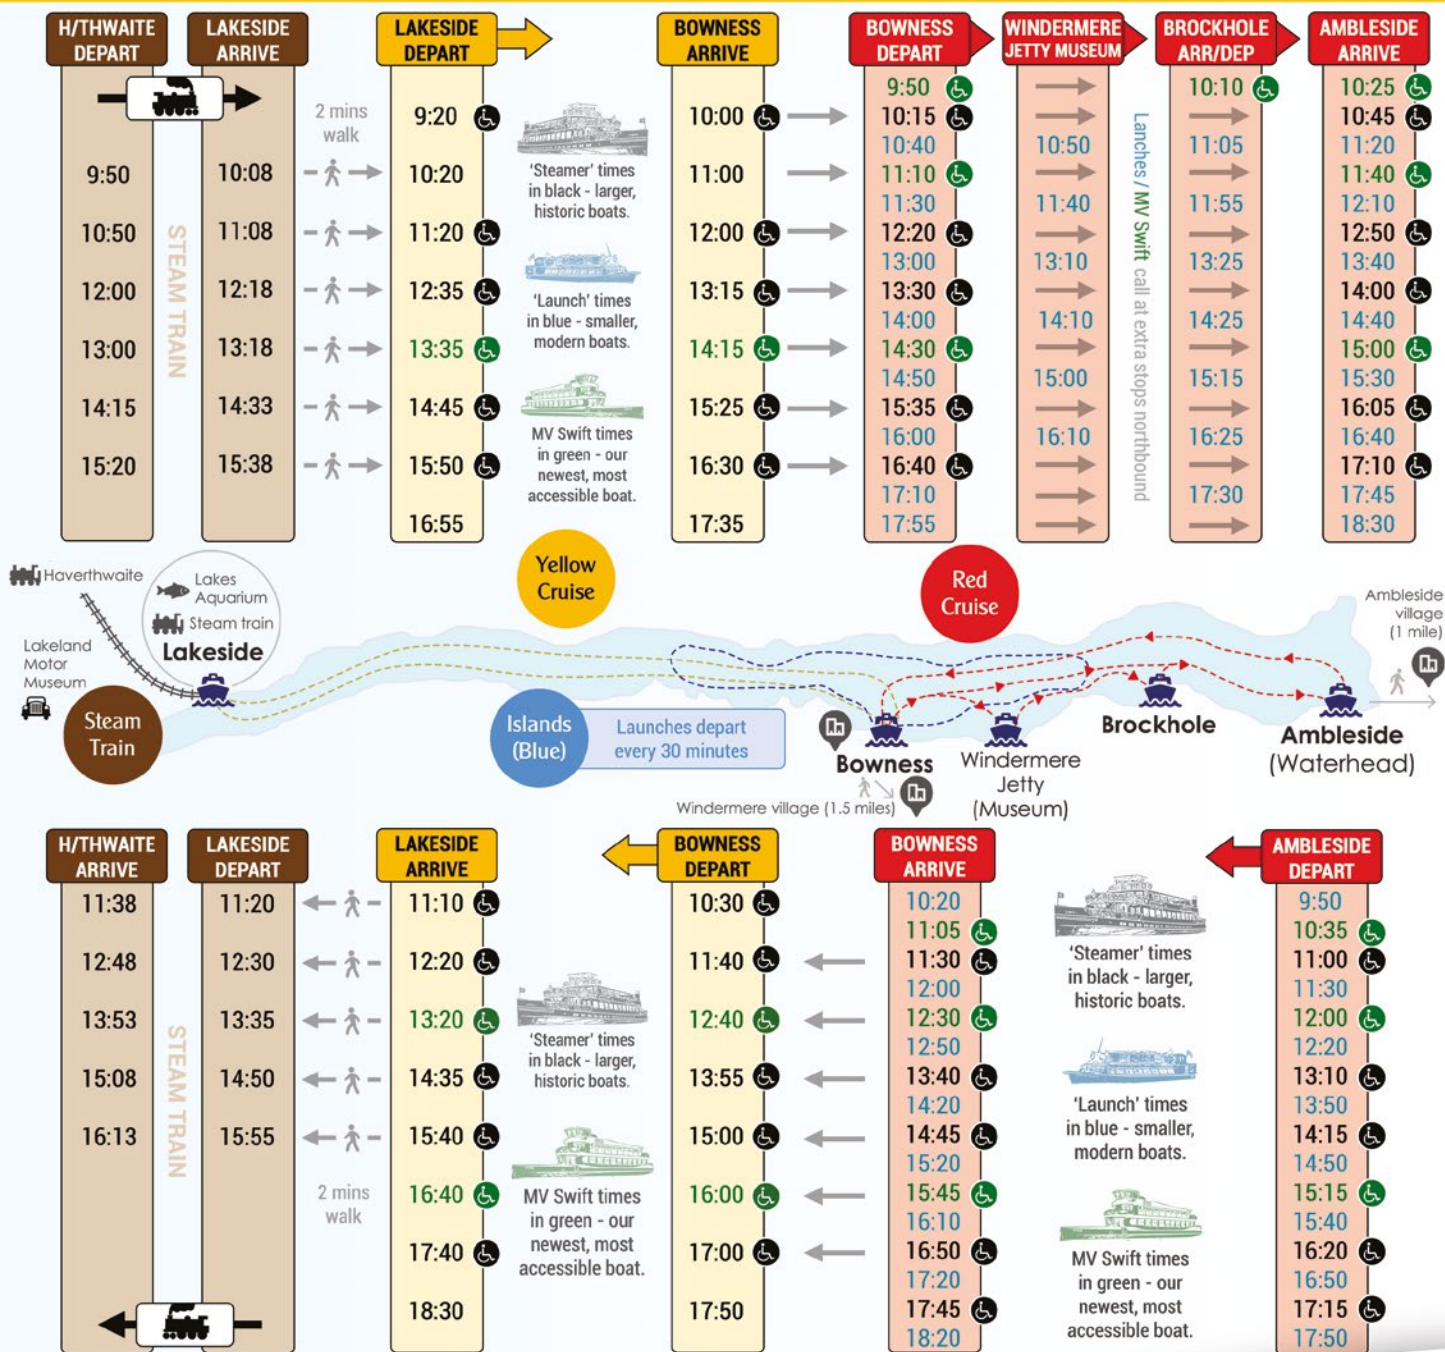 H/THWAITE DEPART
LAKESIDE ARRIVE
LAKESIDE DEPART
BOWNESS ARRIVE
BOWNESS DEPART
WINDERMERE JETTY MUSEUM
BROCKHOLE ARR/DEP
AMBLESIDE ARRIVE
9:50 10:10 10:25
2 mins walk
9:20 10:00 10:15 10:45
10:40 10:50 11:05 11:20
9:50 10:08 10:20 11:00 11:10 11:40
11:30 11:40 11:55 12:10
10:50 11:08 11:20 12:00 12:20 12:50
13:00 13:10 13:25 13:40
12:00 12:18 12:35 13:15 13:30 14:00
14:00 14:10 14:25 14:40
13:00 13:18 13:35 14:15 14:30 15:00
14:50 15:00 15:15 15:30
14:15 14:33 14:45 15:25 15:35 16:05
16:00 16:10 16:25 16:40
15:20 15:38 15:50 16:30 16:40 17:10
17:10 17:30 17:45
16:55 17:35 17:55 18:30
STEAM TRAIN
'Steamer' times
in black - larger,
historic boats.
'Launch' times
in blue - smaller,
modern boats.
MV Swift times
in green - our
newest, most
accessible boat.
Lanches / MV Swift call at extra stops northbound
Haverthwaite
Lakes
Aquarium
Steam train
Lakeside
Lakeland
Motor
Museum
Steam
Train
Yellow
Cruise
Red
Cruise
Islands
(Blue)
Launches depart
every 30 minutes
Bowness
Windermere village (1.5 miles)
Windermere
Jetty
(Museum)
Brockhole
Ambleside
(Waterhead)
Ambleside
village
(1 mile)
H/THWAITE ARRIVE
LAKESIDE DEPART
LAKESIDE ARRIVE
BOWNESS DEPART
BOWNESS ARRIVE
AMBLESIDE DEPART
11:38 11:20 11:10 10:30 10:20 9:50
11:05 10:35
12:48 12:30 12:20 11:40 11:30 11:00
12:00 11:30
13:53 13:35 13:20 12:40 12:30 12:00
12:50 12:20
15:08 14:50 14:35 13:55 13:40 13:10
14:20 13:50
16:13 15:55 15:40 15:00 14:45 14:15
15:20 14:50
2 mins walk
16:40 16:00 15:45 15:15
16:10 15:40
17:40 17:00 16:50 16:20
17:20 16:50
18:30 17:50 17:45 17:15
18:20 17:50
STEAM TRAIN
'Steamer' times
in black - larger,
historic boats.
MV Swift times
in green - our
newest, most
accessible boat.
'Steamer' times
in black - larger,
historic boats.
'Launch' times
in blue - smaller,
modern boats.
MV Swift times
in green - our
newest, most
accessible boat.